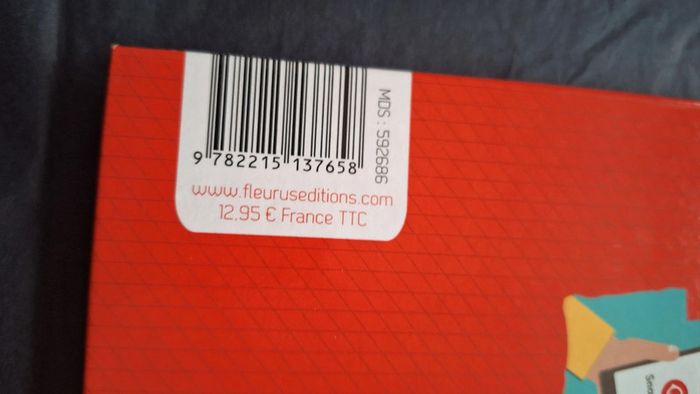 MDS : 592686
9 782215 137658
www.fleuruseditions.com
12.95 € France TTC